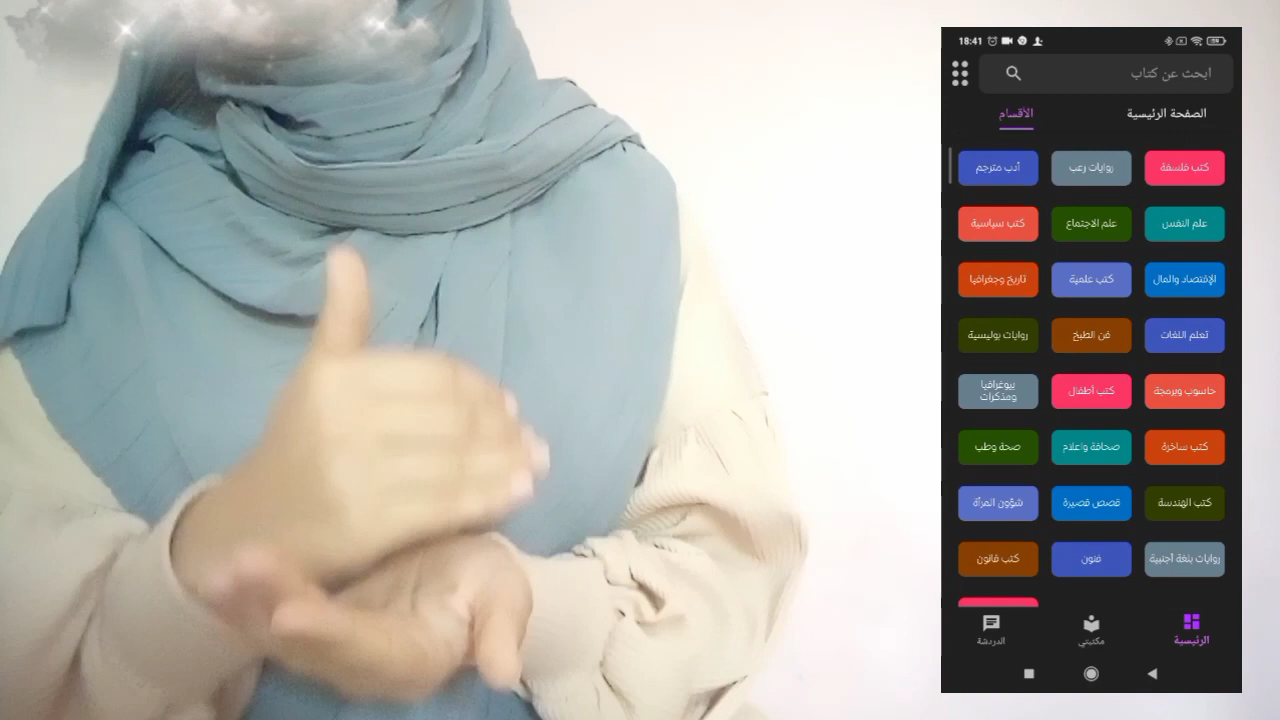 18:41
ابحث عن كتاب
الصفحة الرئيسية
الأقسام
كتب فلسفة
روايات رعب
أدب مترجم
علم النفس
علم الاجتماع
كتب سياسية
الإقتصاد والمال
كتب علمية
تاريخ وجغرافيا
تعلم اللغات
فن الطبخ
روايات بوليسية
حاسوب وبرمجة
كتب أطفال
بيوغرافيا
ومذكرات
كتب ساخرة
صحافة واعلام
صحة وطب
كتب الهندسة
قصص قصيرة
شؤون المرأة
روايات بلغة أجنبية
فنون
كتب قانون
الرئيسية
مكتبتي
الدردشة